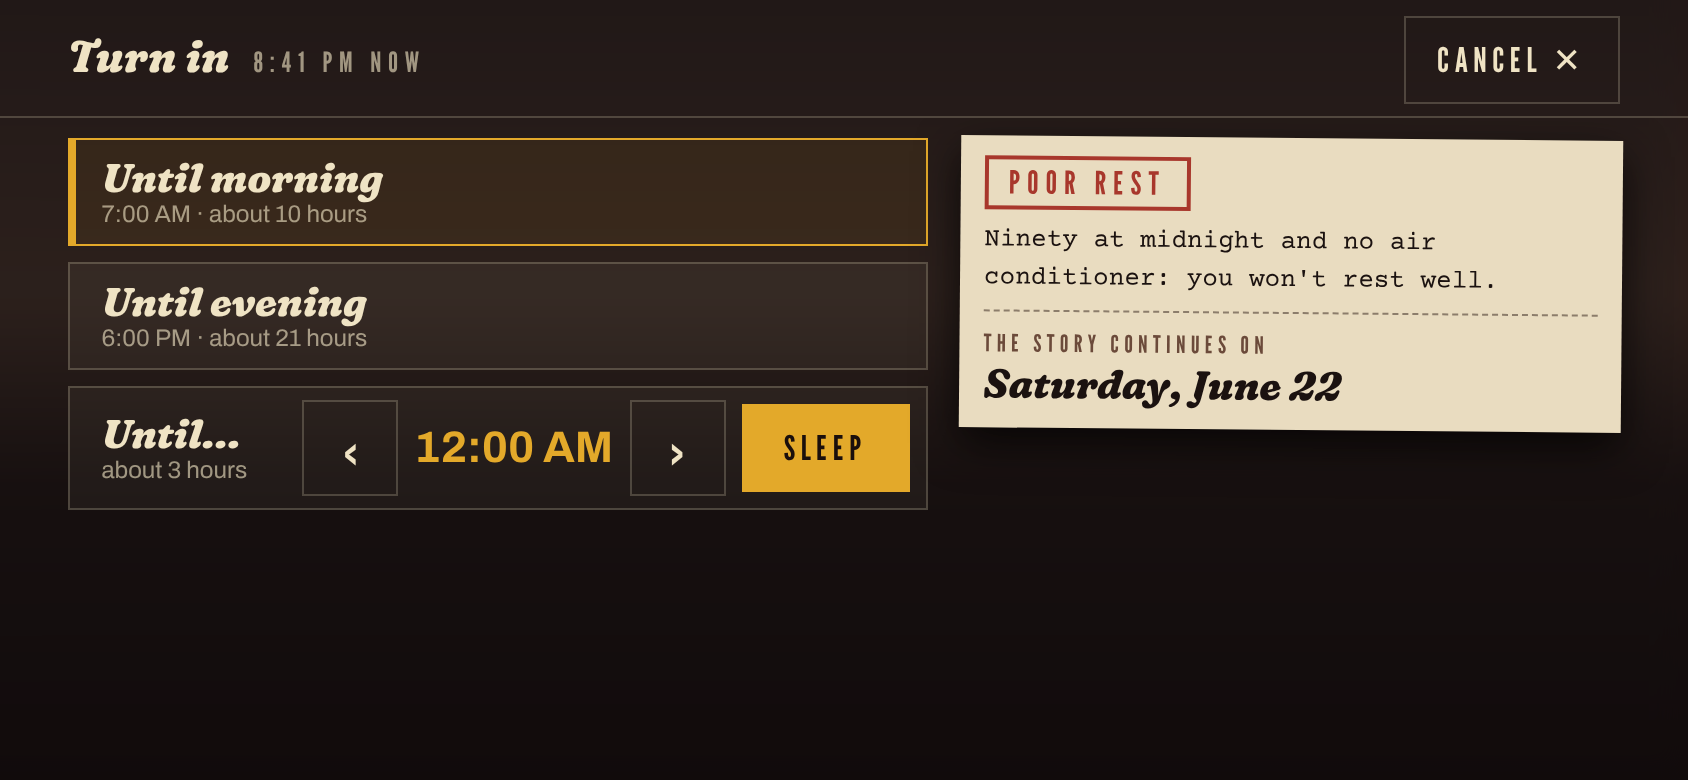 Turn in 8:41 PM NOW
CANCEL ✕
Until morning
7:00 AM · about 10 hours
Until evening
6:00 PM · about 21 hours
Until...
about 3 hours
‹ 12:00 AM ›
SLEEP
POOR REST
Ninety at midnight and no air
conditioner: you won't rest well.
THE STORY CONTINUES ON
Saturday, June 22